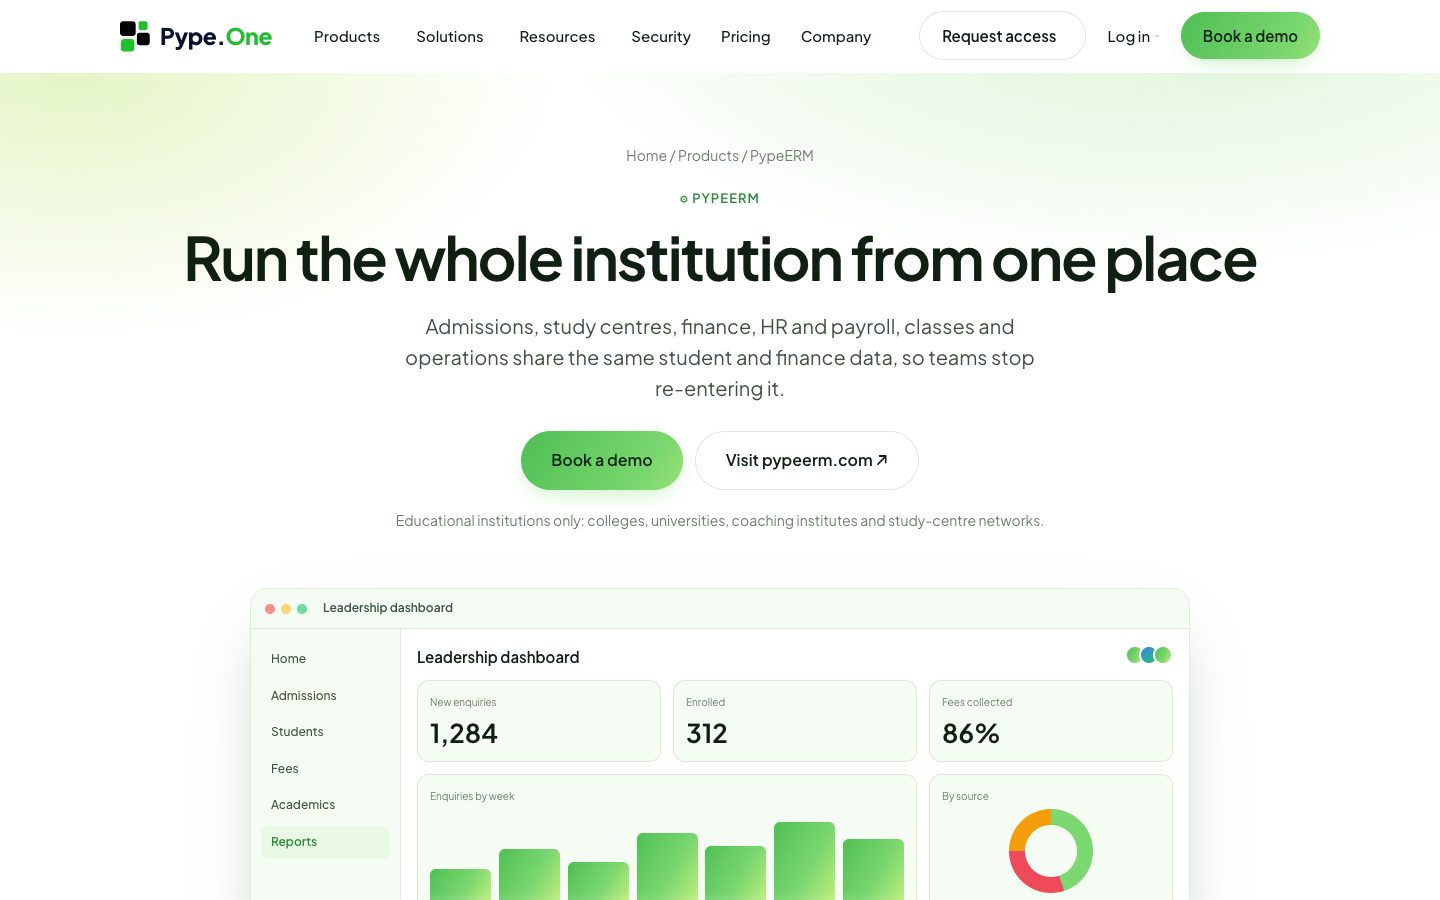 Pype.One
Products
Solutions
Resources
Security
Pricing
Company
Request access
Log in
Book a demo
Home / Products / PypeERM
PYPEERM
Run the whole institution from one place
Admissions, study centres, finance, HR and payroll, classes and
operations share the same student and finance data, so teams stop
re-entering it.
Book a demo
Visit pypeerm.com ↗
Educational institutions only: colleges, universities, coaching institutes and study-centre networks.
Leadership dashboard
Home
Admissions
Students
Fees
Academics
Reports
Leadership dashboard
New enquiries
1,284
Enrolled
312
Fees collected
86%
Enquiries by week
By source